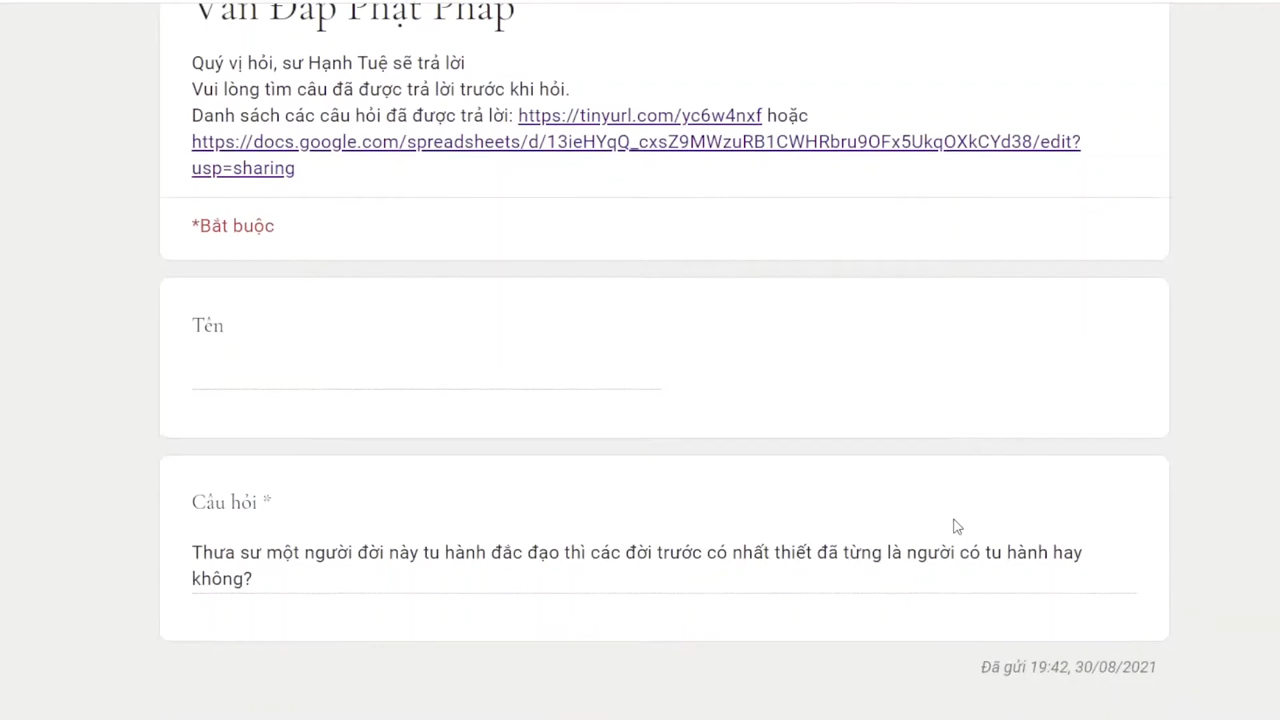 Vấn Đáp Phật Pháp
Quý vị hỏi, sư Hạnh Tuệ sẽ trả lời
Vui lòng tìm câu đã được trả lời trước khi hỏi.
Danh sách các câu hỏi đã được trả lời: https://tinyurl.com/yc6w4nxf hoặc
https://docs.google.com/spreadsheets/d/13ieHYqQ_cxsZ9MWzuRB1CWHRbru9OFx5UkqOXkCYd38/edit?
usp=sharing
*Bắt buộc
Tên
Câu hỏi *
Thưa sư một người đời này tu hành đắc đạo thì các đời trước có nhất thiết đã từng là người có tu hành hay
không?
Đã gửi 19:42, 30/08/2021